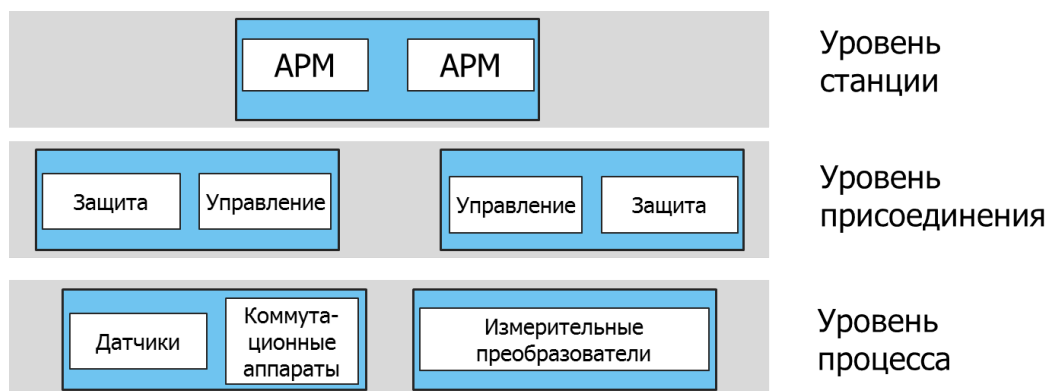 АРМ
АРМ
Уровень
станции
Защита
Управление
Управление
Защита
Уровень
присоединения
Датчики
Коммута-
ционные
аппараты
Измерительные
преобразователи
Уровень
процесса